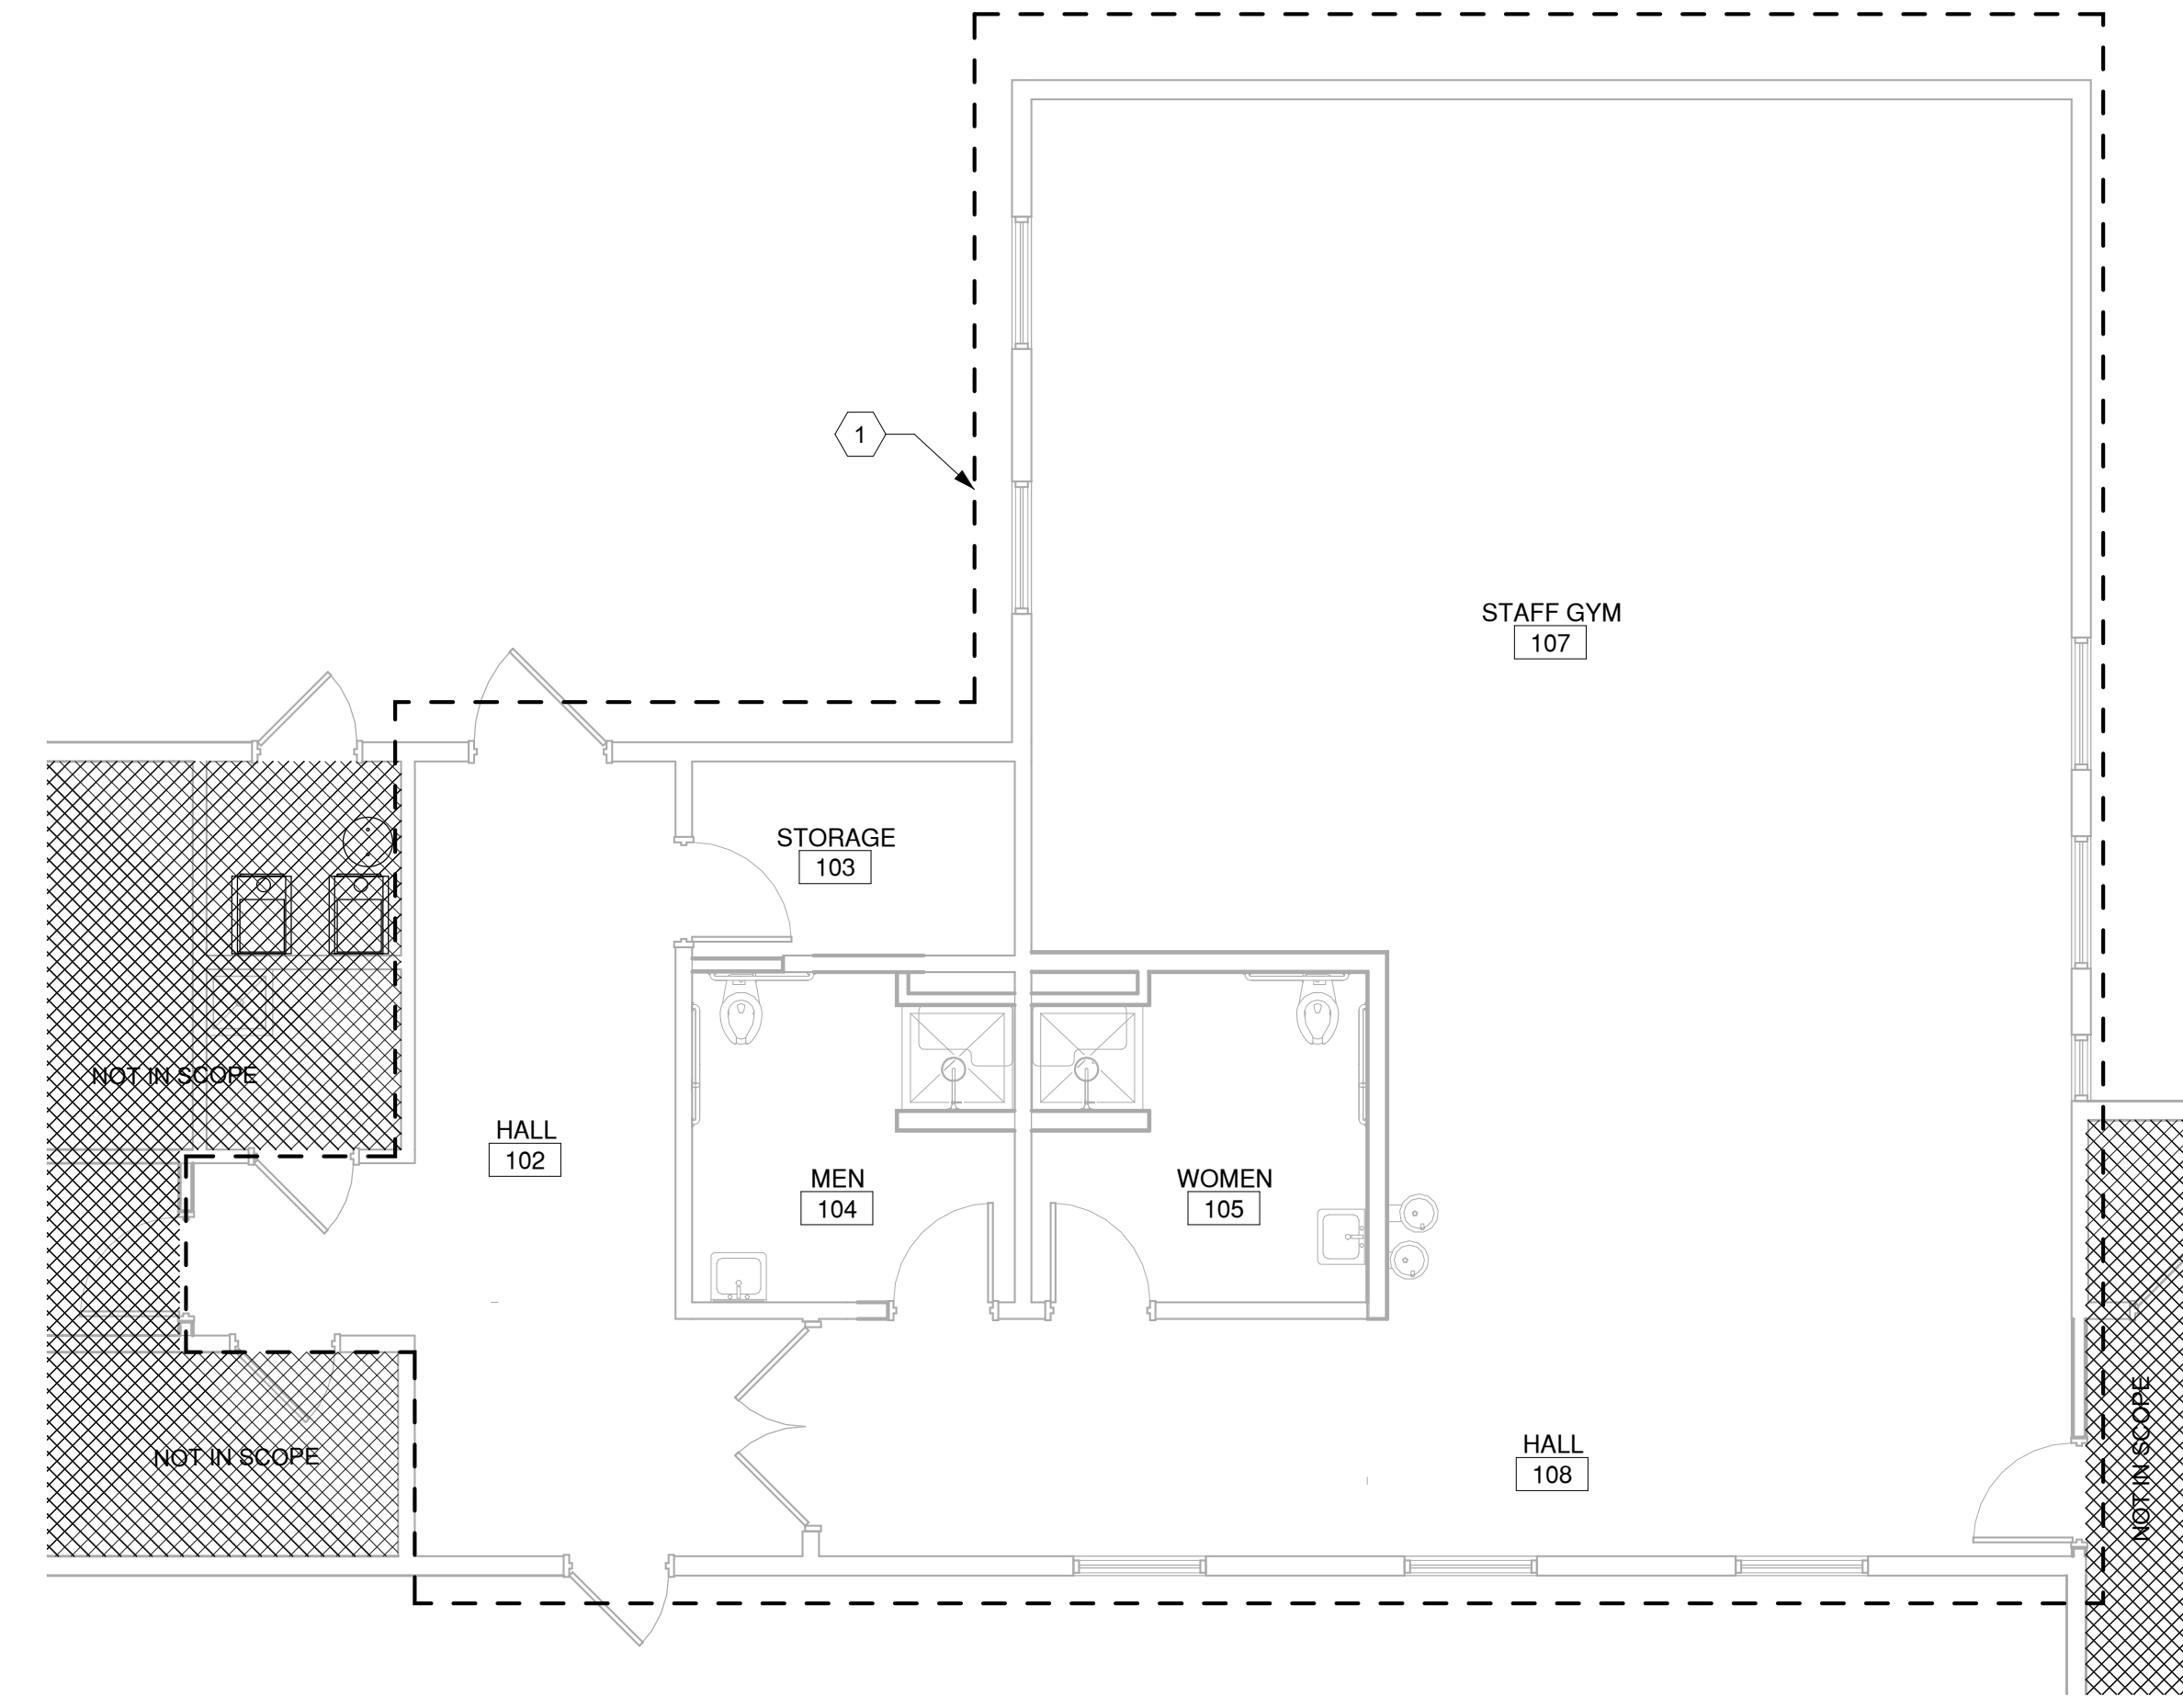 1
STAFF GYM
107
STORAGE
103
NOT IN SCOPE
HALL
102
MEN
104
WOMEN
105
NOT IN SCOPE
HALL
108
NOT IN SCOPE